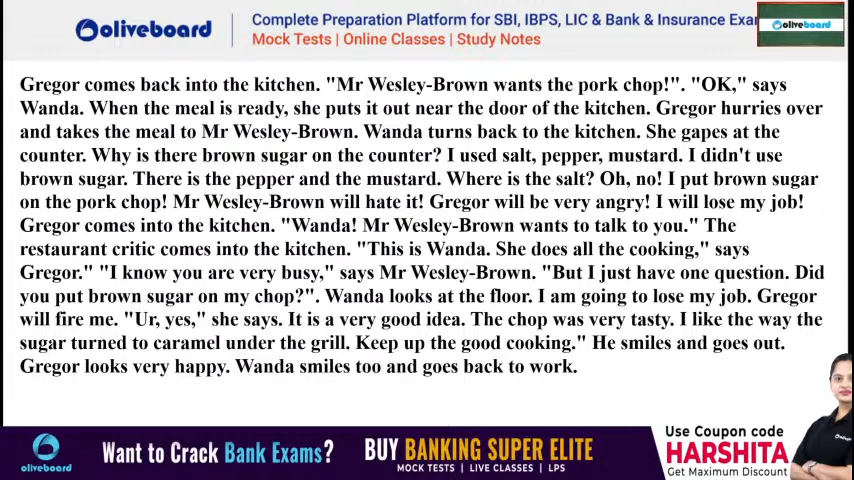 oliveboard
Complete Preparation Platform for SBI, IBPS, LIC & Bank & Insurance Exa
Mock Tests | Online Classes | Study Notes
oliveboard
Gregor comes back into the kitchen. "Mr Wesley-Brown wants the pork chop!". "OK," says
Wanda. When the meal is ready, she puts it out near the door of the kitchen. Gregor hurries over
and takes the meal to Mr Wesley-Brown. Wanda turns back to the kitchen. She gapes at the
counter. Why is there brown sugar on the counter? I used salt, pepper, mustard. I didn't use
brown sugar. There is the pepper and the mustard. Where is the salt? Oh, no! I put brown sugar
on the pork chop! Mr Wesley-Brown will hate it! Gregor will be very angry! I will lose my job!
Gregor comes into the kitchen. "Wanda! Mr Wesley-Brown wants to talk to you." The
restaurant critic comes into the kitchen. "This is Wanda. She does all the cooking," says
Gregor." "I know you are very busy," says Mr Wesley-Brown. "But I just have one question. Did
you put brown sugar on my chop?". Wanda looks at the floor. I am going to lose my job. Gregor
will fire me. "Ur, yes," she says. It is a very good idea. The chop was very tasty. I like the way the
sugar turned to caramel under the grill. Keep up the good cooking." He smiles and goes out.
Gregor looks very happy. Wanda smiles too and goes back to work.
oliveboard
Want to Crack Bank Exams?
BUY BANKING SUPER ELITE
MOCK TESTS | LIVE CLASSES | LPS
Use Coupon code
HARSHITA
Get Maximum Discount